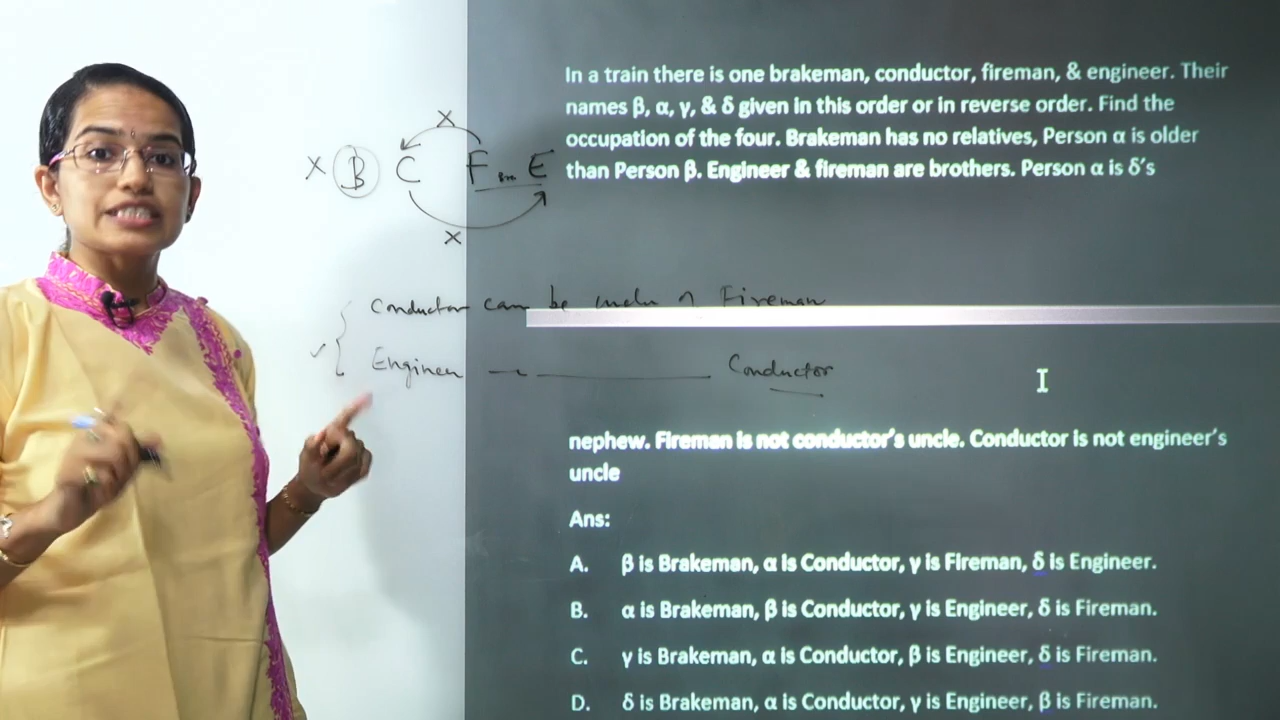 In a train there is one brakeman, conductor, fireman, & engineer. Their
names β, α, γ, & δ given in this order or in reverse order. Find the
occupation of the four. Brakeman has no relatives, Person α is older
than Person β. Engineer & fireman are brothers. Person α is δ’s
X
X B C F Bro E
X
Conductor can be uncle of Fireman
✓ { Engineer — Conductor
nephew. Fireman is not conductor’s uncle. Conductor is not engineer’s
uncle
Ans:
A. β is Brakeman, α is Conductor, γ is Fireman, δ is Engineer.
B. α is Brakeman, β is Conductor, γ is Engineer, δ is Fireman.
C. γ is Brakeman, α is Conductor, β is Engineer, δ is Fireman.
D. δ is Brakeman, α is Conductor, γ is Engineer, β is Fireman.